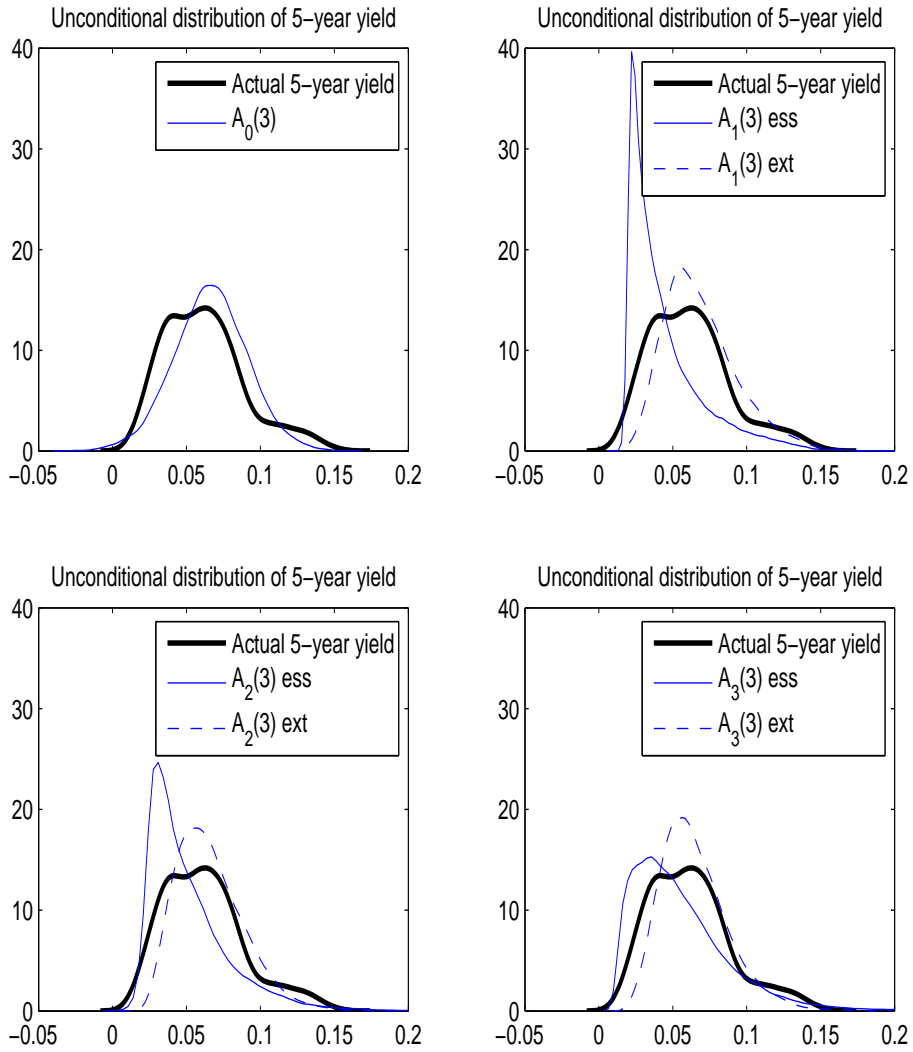 Unconditional distribution of 5−year yield
40
30
20
10
0
−0.05 0 0.05 0.1 0.15 0.2
Actual 5−year yield
A0(3)
Unconditional distribution of 5−year yield
40
30
20
10
0
−0.05 0 0.05 0.1 0.15 0.2
Actual 5−year yield
A1(3) ess
A1(3) ext
Unconditional distribution of 5−year yield
40
30
20
10
0
−0.05 0 0.05 0.1 0.15 0.2
Actual 5−year yield
A2(3) ess
A2(3) ext
Unconditional distribution of 5−year yield
40
30
20
10
0
−0.05 0 0.05 0.1 0.15 0.2
Actual 5−year yield
A3(3) ess
A3(3) ext